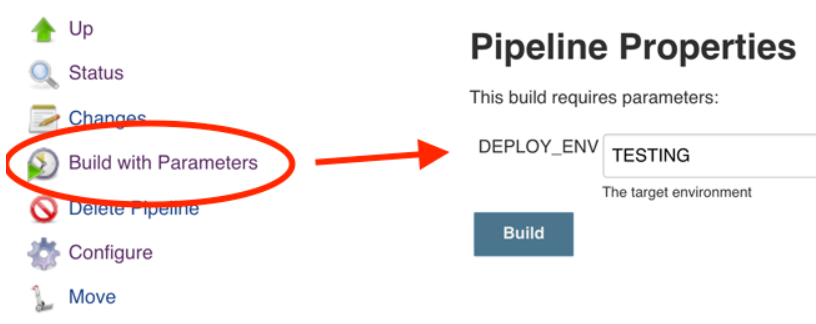 Up
Status
Changes
Build with Parameters
Delete Pipeline
Configure
Move
Pipeline Properties
This build requires parameters:
DEPLOY_ENV TESTING
The target environment
Build